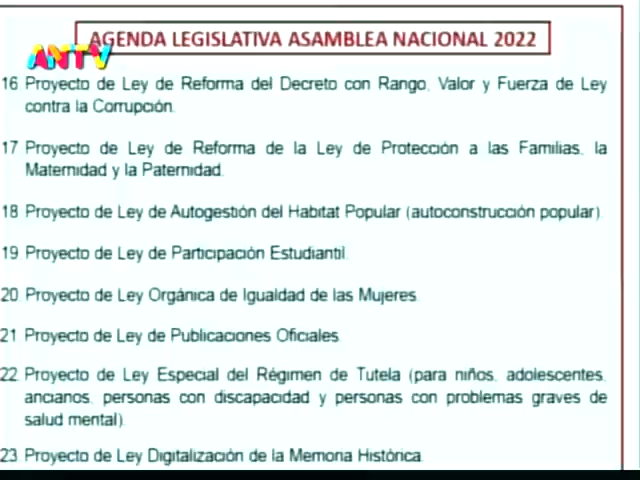 AGENDA LEGISLATIVA ASAMBLEA NACIONAL 2022
ANTV
16 Proyecto de Ley de Reforma del Decreto con Rango, Valor y Fuerza de Ley
contra la Corrupción.
17 Proyecto de Ley de Reforma de la Ley de Protección a las Familias, la
Maternidad y la Paternidad.
18 Proyecto de Ley de Autogestión del Habitat Popular (autoconstrucción popular).
19 Proyecto de Ley de Participación Estudiantil.
20 Proyecto de Ley Orgánica de Igualdad de las Mujeres
21 Proyecto de Ley de Publicaciones Oficiales.
22 Proyecto de Ley Especial del Régimen de Tutela (para niños, adolescentes,
ancianos, personas con discapacidad y personas con problemas graves de
salud mental).
23 Proyecto de Ley Digitalización de la Memoria Histórica.